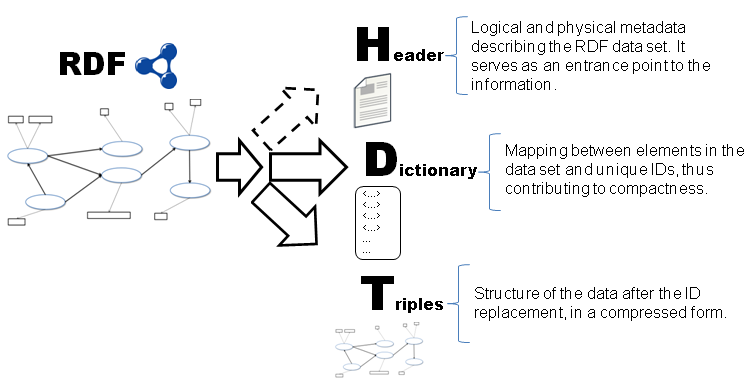 RDF
Header
Logical and physical metadata
describing the RDF data set. It
serves as an entrance point to the
information.
Dictionary
Mapping between elements in the
data set and unique IDs, thus
contributing to compactness.
<...>
<...>
<...>
<...>
...
...
Triples
Structure of the data after the ID
replacement, in a compressed form.